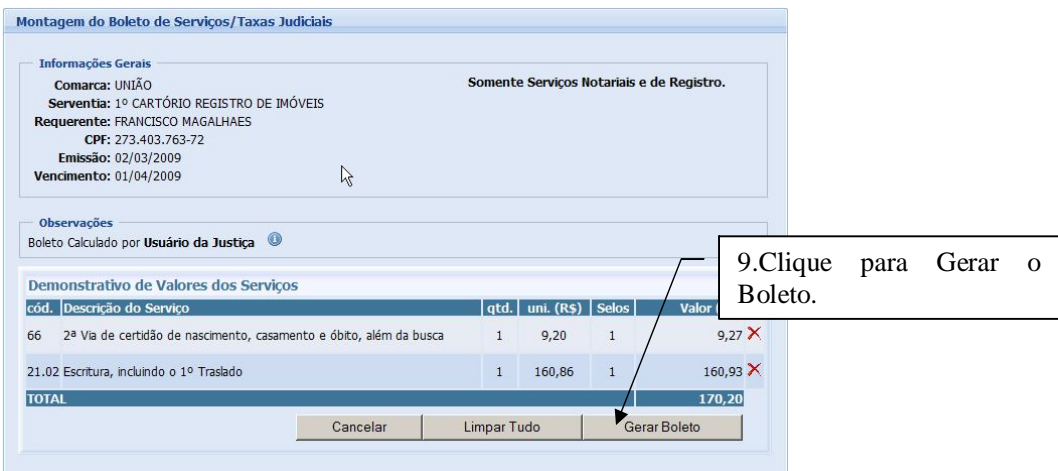 Montagem do Boleto de Serviços/Taxas Judiciais
Informações Gerais
Comarca: UNIÃO
Somente Serviços Notariais e de Registro.
Serventia: 1º CARTÓRIO REGISTRO DE IMÓVEIS
Requerente: FRANCISCO MAGALHAES
CPF: 273.403.763-72
Emissão: 02/03/2009
Vencimento: 01/04/2009
Observações
Boleto Calculado por Usuário da Justiça
9.Clique para Gerar o
Boleto.
Demonstrativo de Valores dos Serviços
cód. Descrição do Serviço qtd. uni. (R$) Selos Valor (
66 2ª Via de certidão de nascimento, casamento e óbito, além da busca 1 9,20 1 9,27
21.02 Escritura, incluindo o 1º Traslado 1 160,86 1 160,93
TOTAL 170,20
Cancelar Limpar Tudo Gerar Boleto